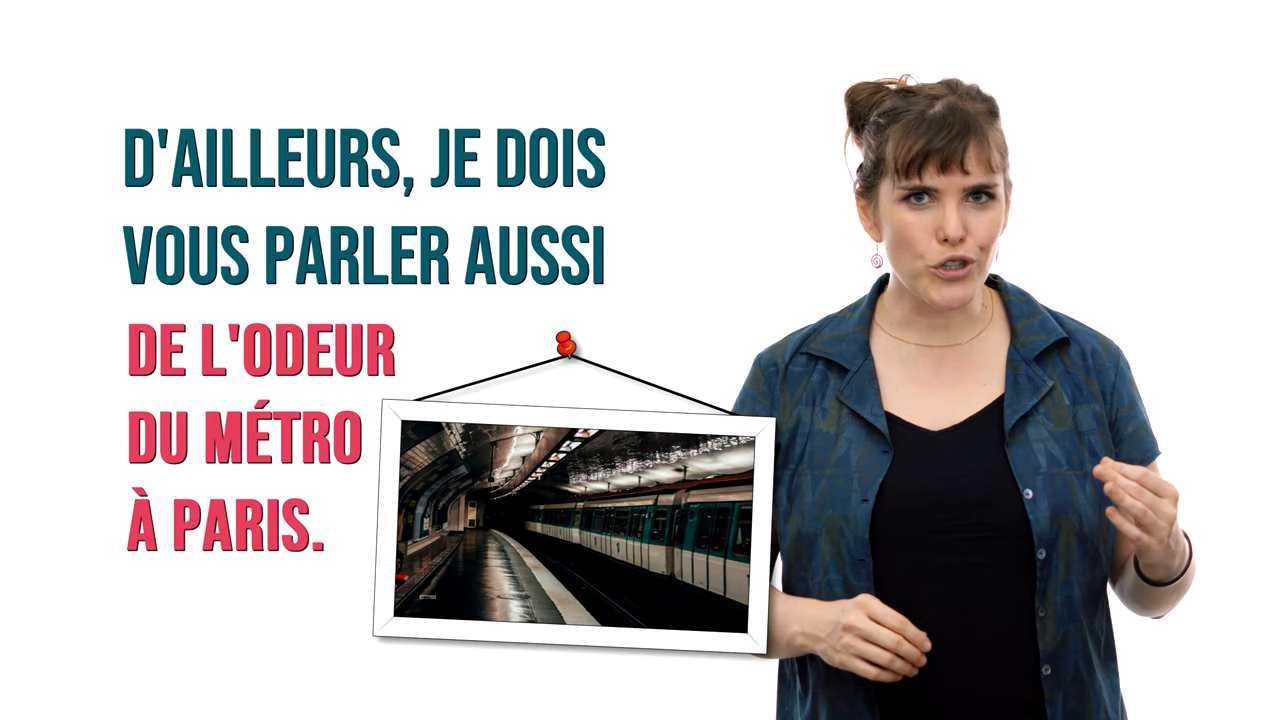 D'AILLEURS, JE DOIS
VOUS PARLER AUSSI
DE L'ODEUR
DU MÉTRO
À PARIS.